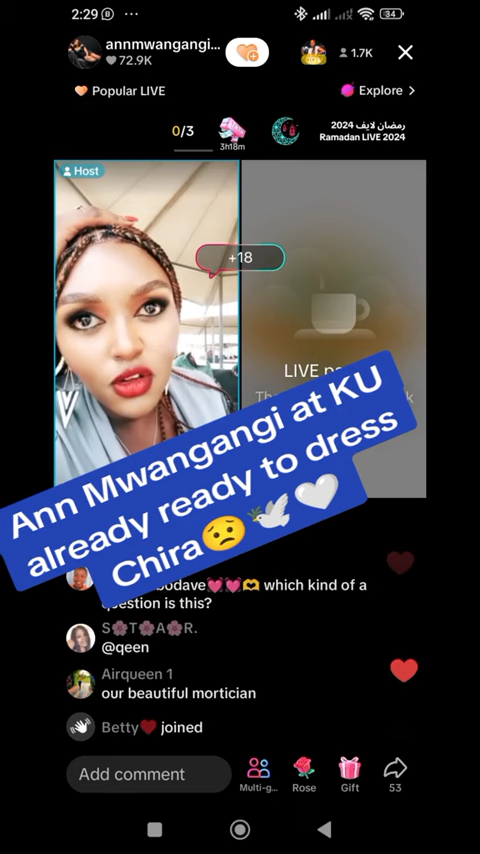 2:29
34
annmwangangi...
72.9K
1.7K
Popular LIVE
Explore >
0/3
3h18m
رمضان لايف 2024
Ramadan LIVE 2024
Host
+18
LIVE
Ann Mwangangi at KU
already ready to dress
Chira😟🕊️🤍
which kind of a
question is this?
S🌸T🌸A🌸R.
@qeen
Airqueen 1
our beautiful mortician
Betty❤️ joined
Add comment
Multi-g...
Rose
Gift
53